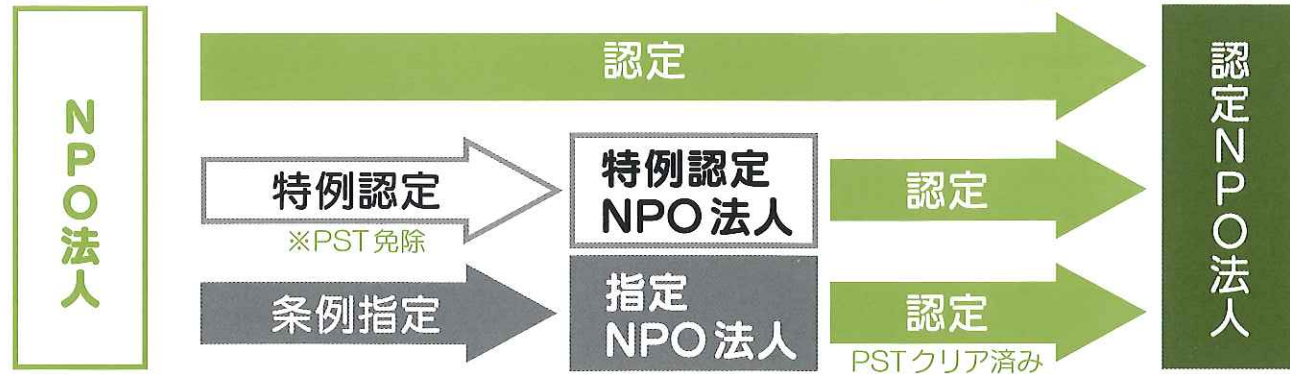 NPO法人
認定
特例認定
※PST免除
特例認定
NPO法人
認定
条例指定
指定
NPO法人
認定
PSTクリア済み
認定NPO法人